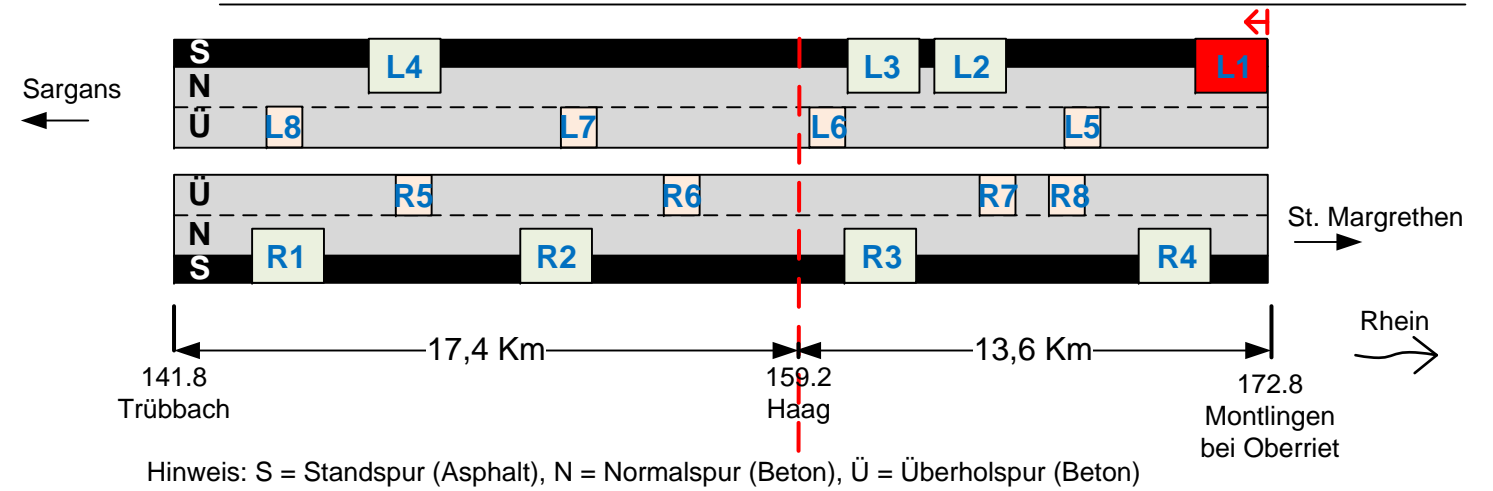 S
L4
L3
L2
L1
N
Sargans
Ü
L8
L7
L6
L5
Ü
R5
R6
R7
R8
St. Margrethen
N
R1
R2
R3
R4
S
17,4 Km
13,6 Km
Rhein
141.8
Trübbach
159.2
Haag
172.8
Montlingen
bei Oberriet
Hinweis: S = Standspur (Asphalt), N = Normalspur (Beton), Ü = Überholspur (Beton)